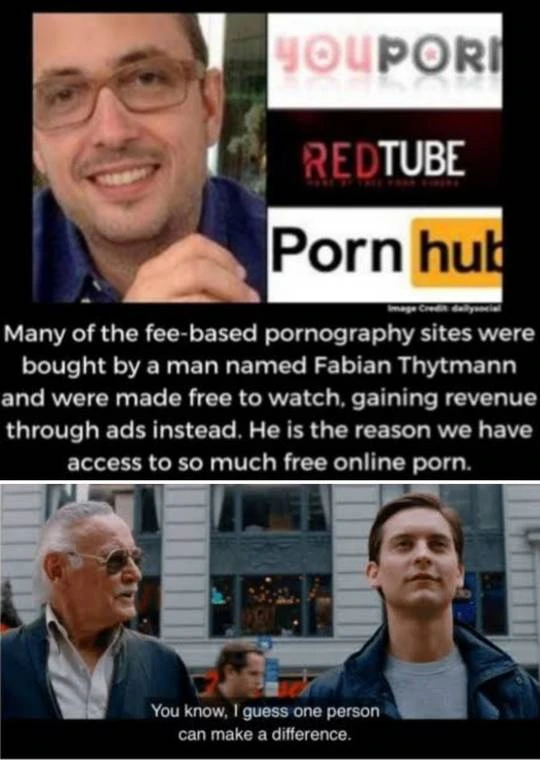 YOUPORN
REDTUBE
Porn hub
Image Credit: dailysocial
Many of the fee-based pornography sites were
bought by a man named Fabian Thytmann
and were made free to watch, gaining revenue
through ads instead. He is the reason we have
access to so much free online porn.
You know, I guess one person
can make a difference.